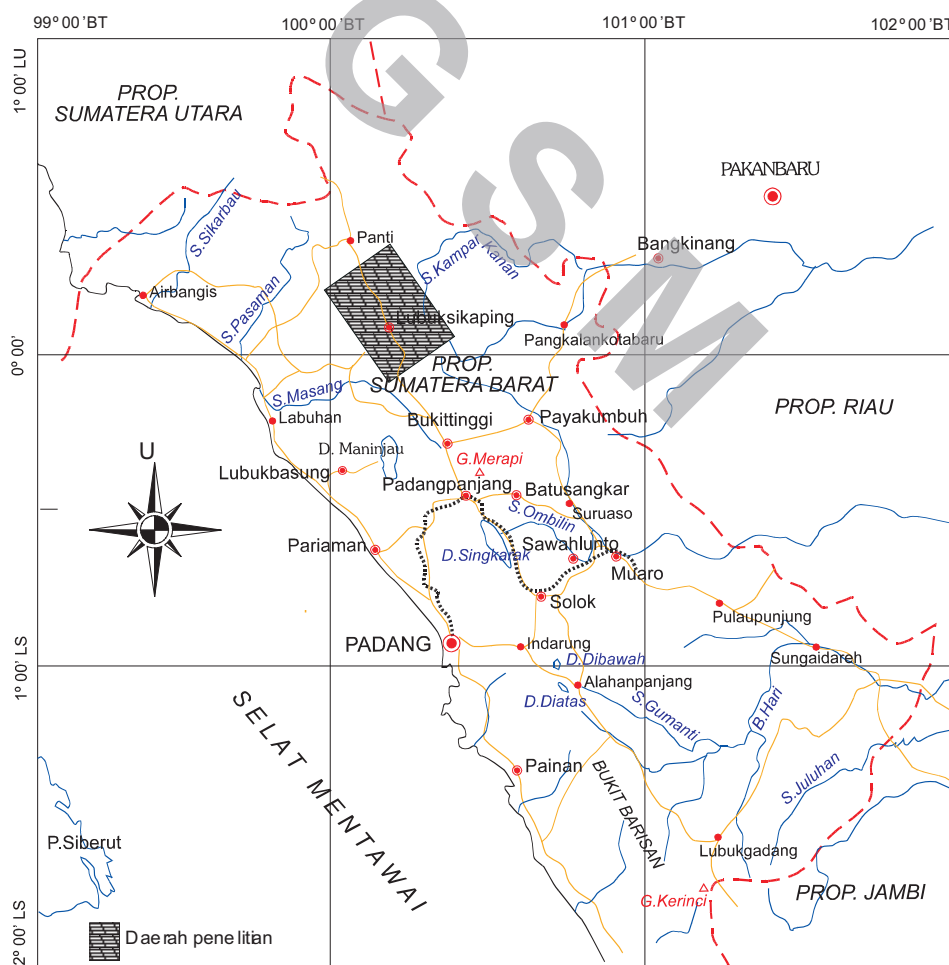 99°00'BT
100°00'BT
101°00'BT
102°00'BT
1° 00' LU
0°00'
1° 00' LS
2° 00' LS
PROP.
SUMATERA UTARA
G
S
M
PAKANBARU
S.Sikarbau
Panti
S.Kampar Kanan
Bangkinang
Airbangis
S.Pasaman
Lubuksikaping
Pangkalankotabaru
PROP.
SUMATERA BARAT
S.Masang
Labuhan
Bukittinggi
Payakumbuh
PROP. RIAU
U
D. Maninjau
G.Merapi
Lubukbasung
Padangpanjang
Batusangkar
Suruaso
S.Ombilin
Pariaman
D.Singkarak
Sawahlunto
Muaro
Solok
Pulaupunjung
PADANG
Indarung
Sungaidareh
D.Dibawah
Alahanpanjang
D.Diatas
S.Gumanti
B.Hari
SELAT MENTAWAI
Painan
BUKIT BARISAN
S.Juluhan
P.Siberut
Lubukgadang
G.Kerinci
PROP. JAMBI
Daerah penelitian